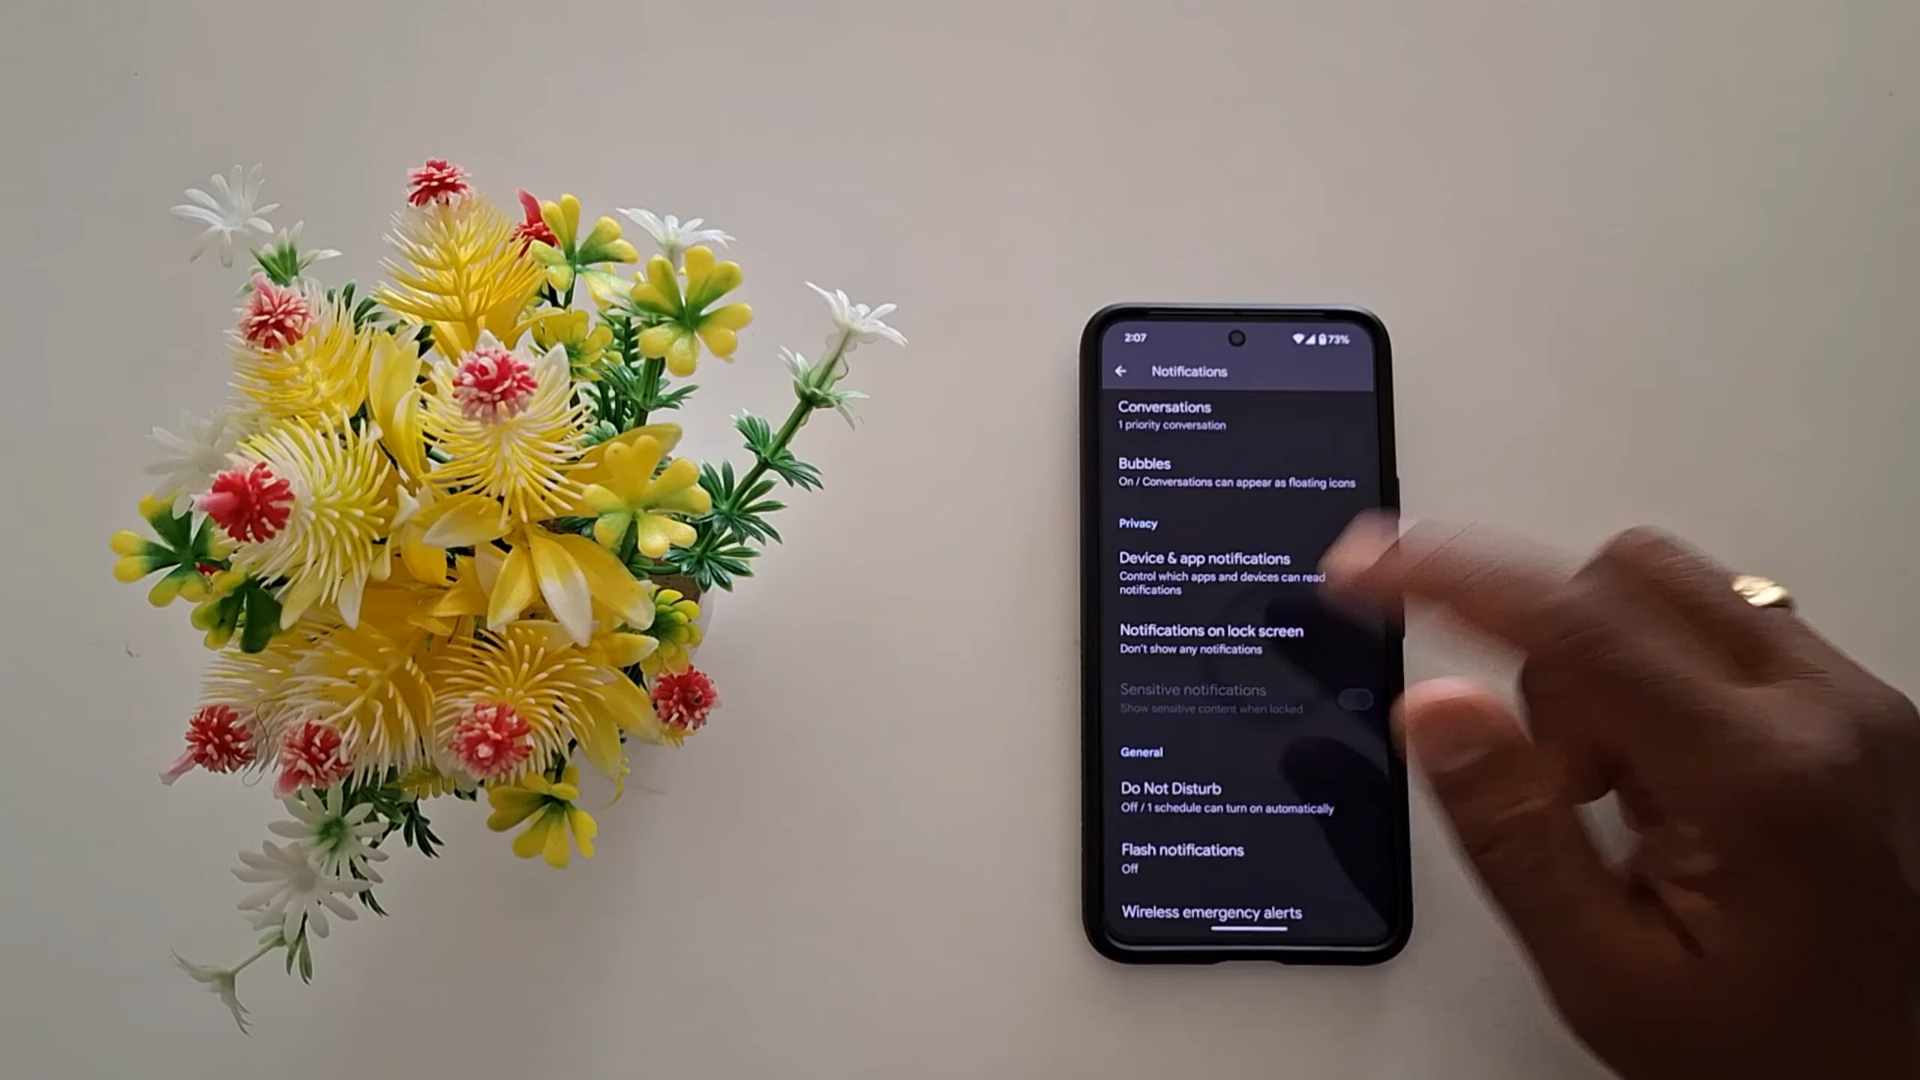 2:07
73%
Notifications
Conversations
1 priority conversation
Bubbles
On / Conversations can appear as floating icons
Privacy
Device & app notifications
Control which apps and devices can read
notifications
Notifications on lock screen
Don't show any notifications
Sensitive notifications
Show sensitive content when locked
General
Do Not Disturb
Off / 1 schedule can turn on automatically
Flash notifications
Off
Wireless emergency alerts